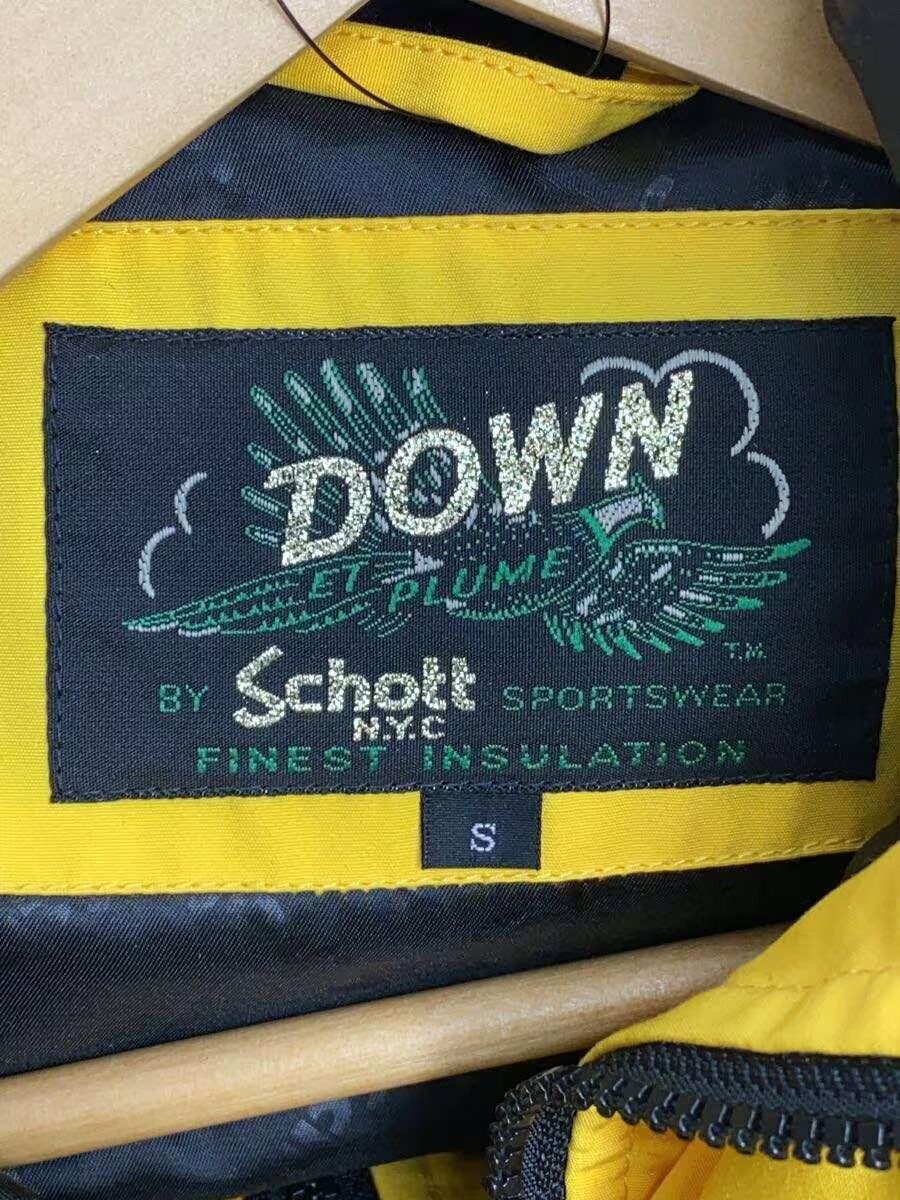 DOWN
ET PLUME
T.M.
BY Schott SPORTSWEAR
N.Y.C
FINEST INSULATION
S